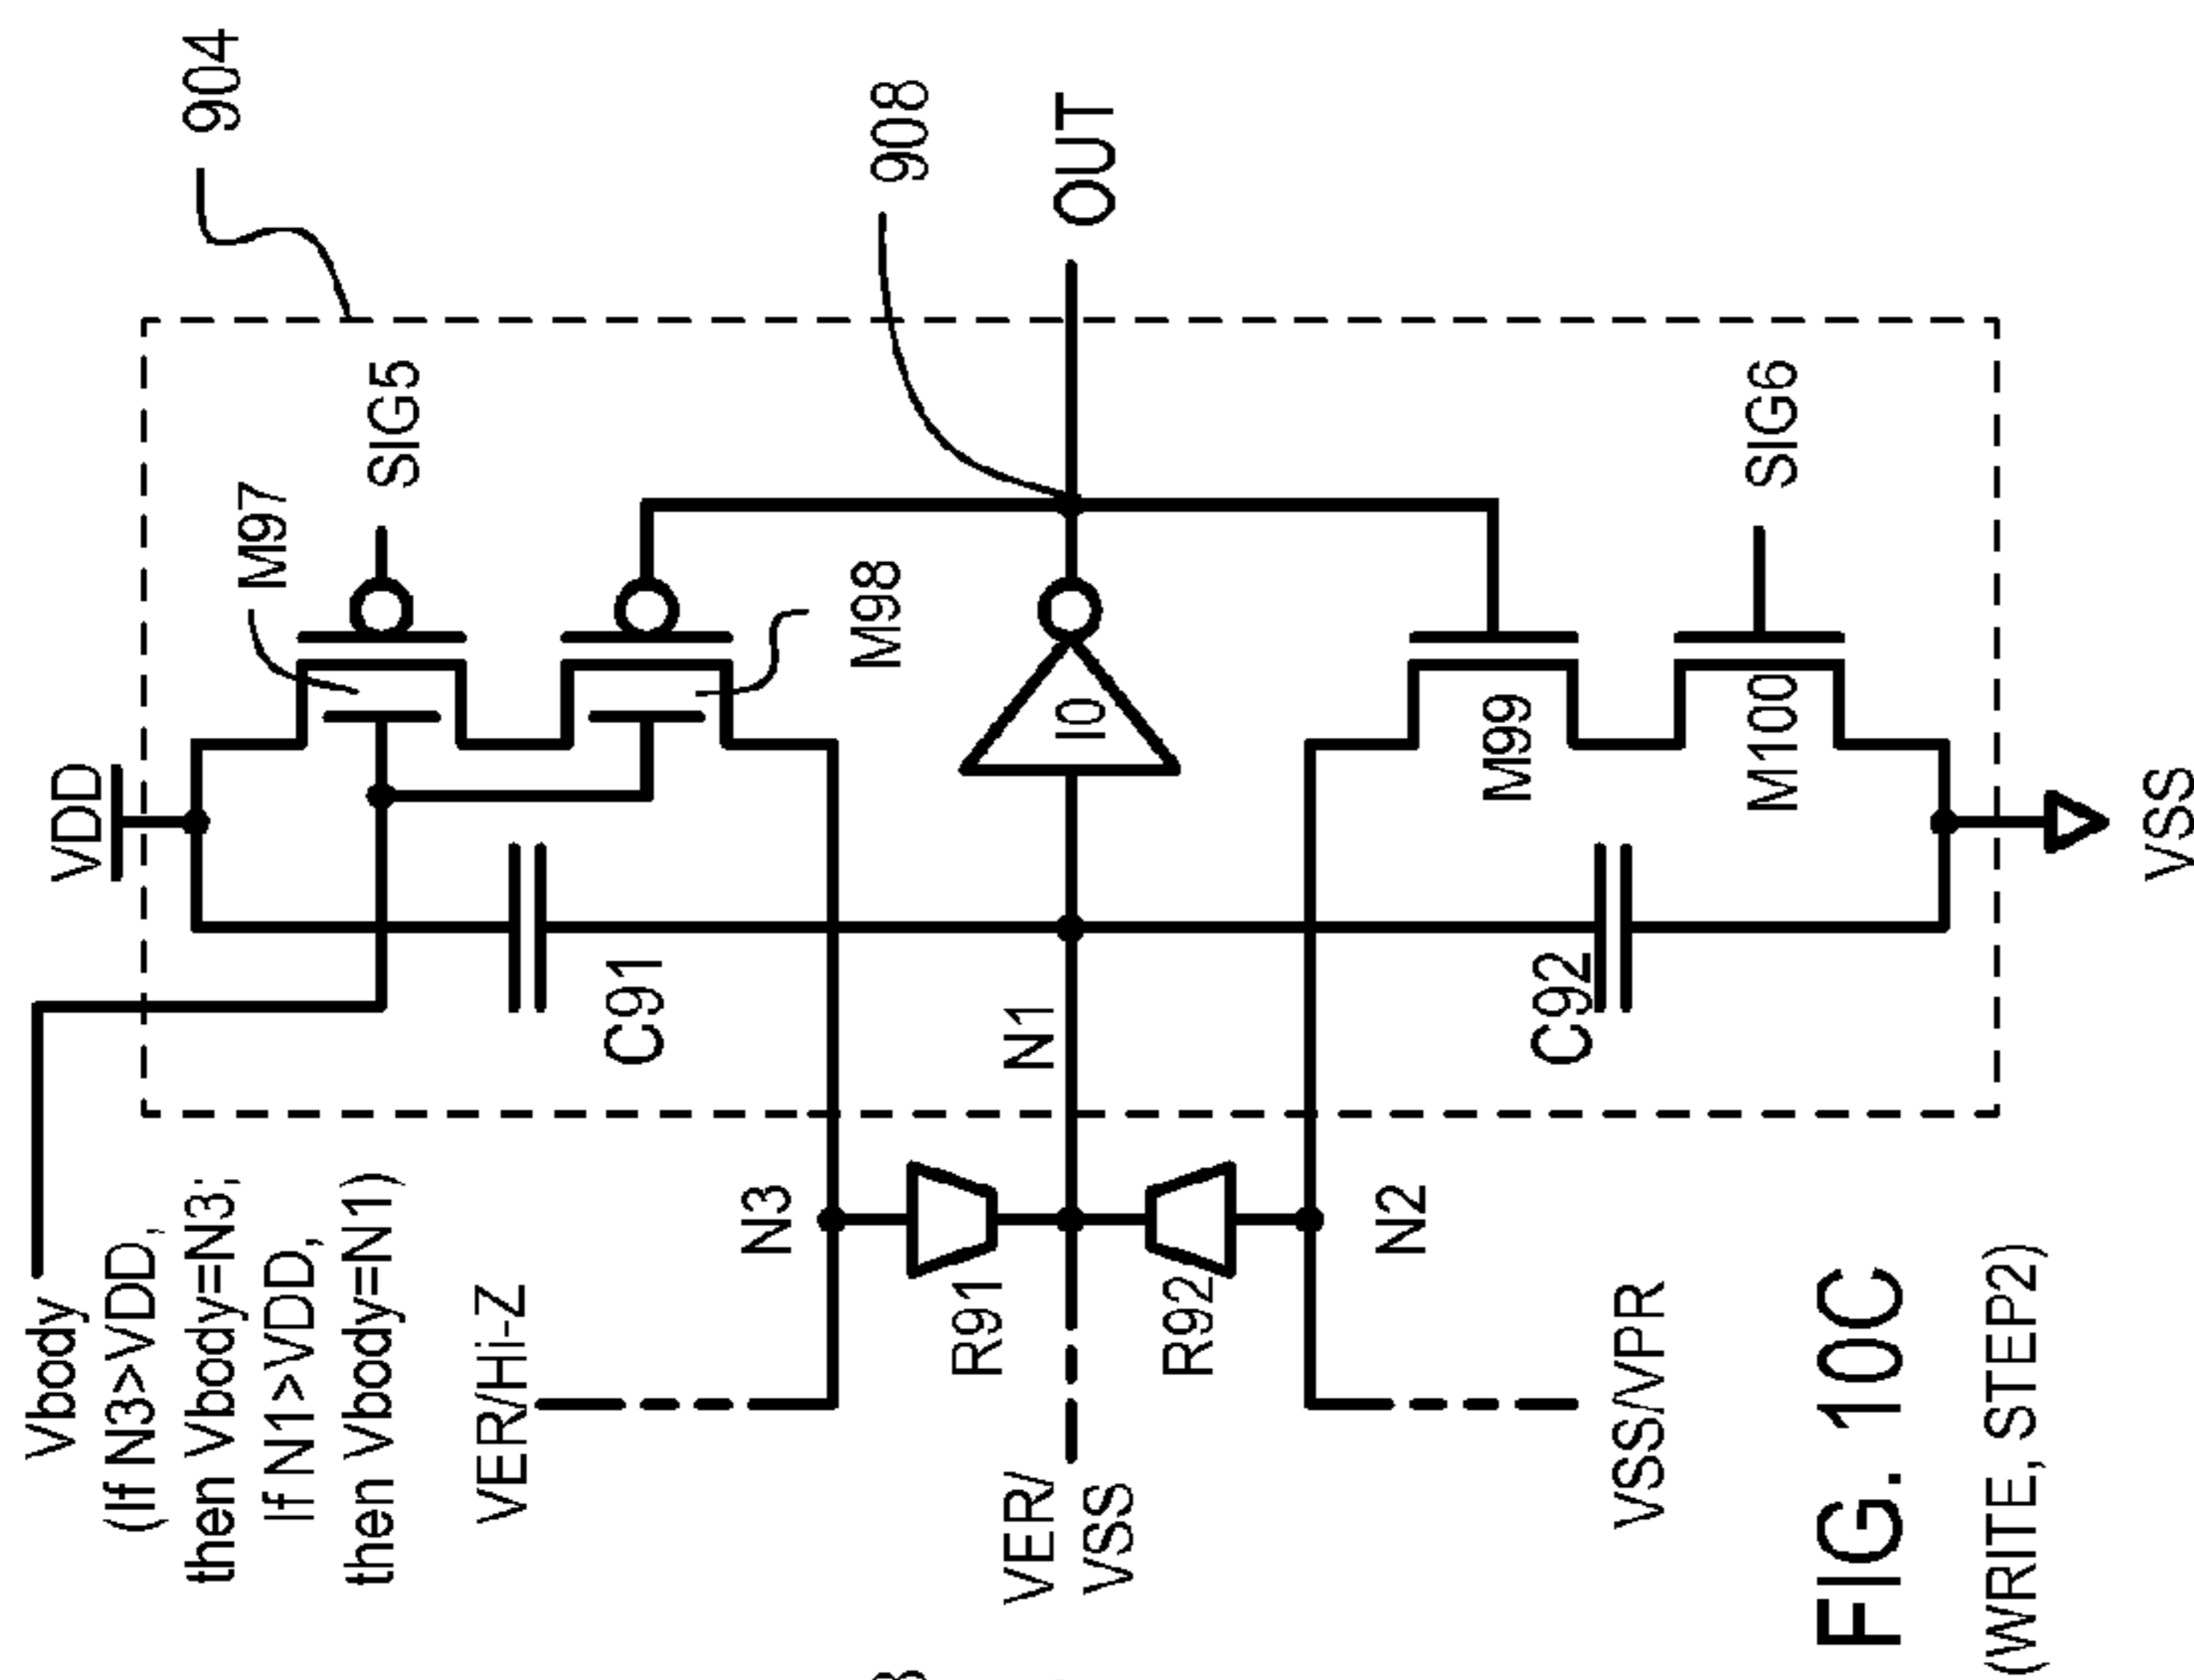 Vbody
(If N3>VDD,
then Vbody=N3;
If N1>VDD,
then Vbody=N1)
VDD
904
M97
SIG5
VER/Hi-Z
C91
N3
M98
908
R91
N1
I0
OUT
VER/
VSS
R92
N2
M99
C92
VSS/VPR
M100
SIG6
VSS
FIG. 10C
(WRITE, STEP2)